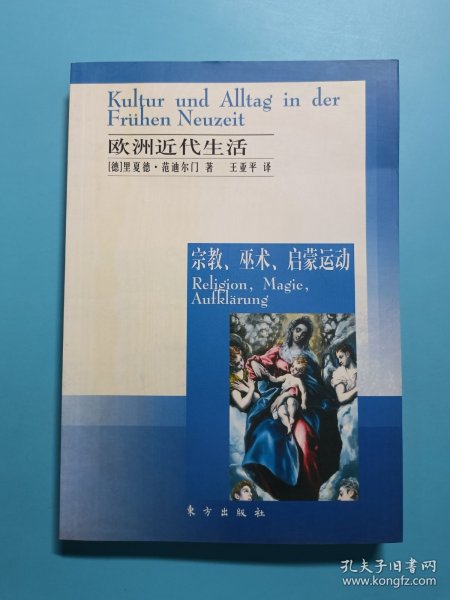 Kultur und Alltag in der
Frühen Neuzeit
欧洲近代生活
[德]里夏德·范迪尔门 著 王亚平 译
宗教、巫术、启蒙运动
Religion, Magie,
Aufklärung
东方出版社
孔夫子旧书网
www.kongfz.com